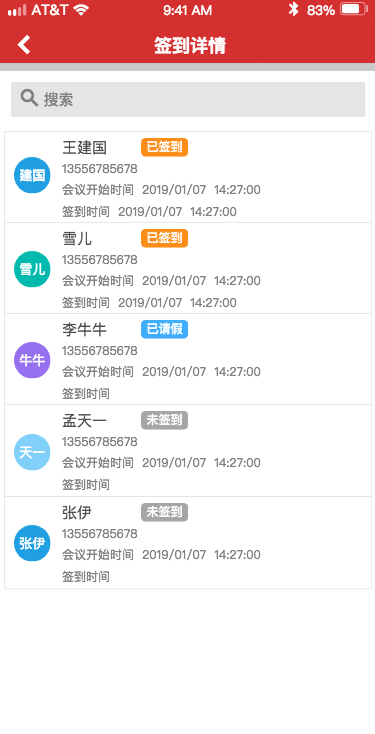 AT&T 9:41 AM 83%
签到详情
搜索
王建国 已签到
建国
13556785678
会议开始时间 2019/01/07 14:27:00
签到时间 2019/01/07 14:27:00
雪儿 已签到
雪儿
13556785678
会议开始时间 2019/01/07 14:27:00
签到时间 2019/01/07 14:27:00
李牛牛 已请假
牛牛
13556785678
会议开始时间 2019/01/07 14:27:00
签到时间
孟天一 未签到
天一
13556785678
会议开始时间 2019/01/07 14:27:00
签到时间
张伊 未签到
张伊
13556785678
会议开始时间 2019/01/07 14:27:00
签到时间